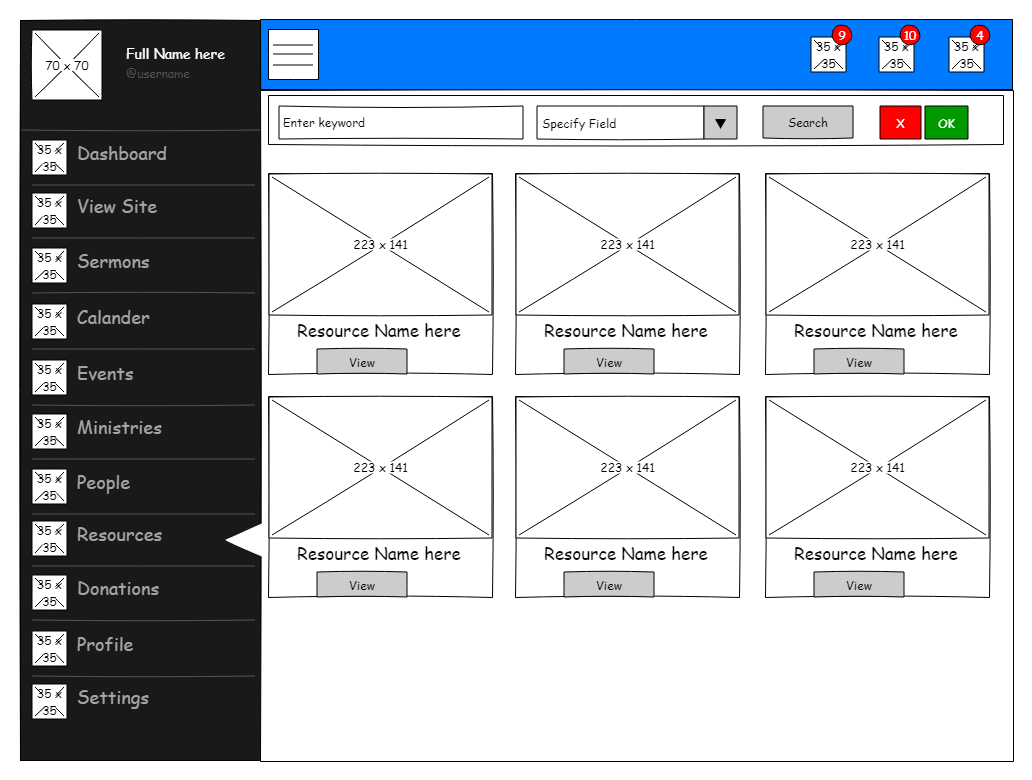 70 x 70
Full Name here
@username
9
10
4
35 x
35
35 x
35
35 x
35
Enter keyword
Specify Field
Search
X
OK
35 x
35
Dashboard
35 x
35
View Site
35 x
35
Sermons
35 x
35
Calander
35 x
35
Events
35 x
35
Ministries
35 x
35
People
35 x
35
Resources
35 x
35
Donations
35 x
35
Profile
35 x
35
Settings
223 x 141
223 x 141
223 x 141
Resource Name here
Resource Name here
Resource Name here
View
View
View
223 x 141
223 x 141
223 x 141
Resource Name here
Resource Name here
Resource Name here
View
View
View